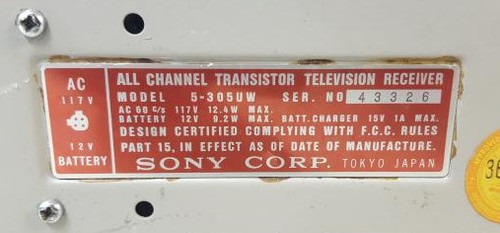 AC
117V
12V
BATTERY
ALL CHANNEL TRANSISTOR TELEVISION RECEIVER
MODEL 5-305UW SER. NO 43326
AC 60 c/s 117V 12.4W MAX.
BATTERY 12V 9.2W MAX. BATT. CHARGER 15V 1A MAX.
DESIGN CERTIFIED COMPLYING WITH F.C.C. RULES
PART 15, IN EFFECT AS OF DATE OF MANUFACTURE.
SONY CORP. TOKYO JAPAN